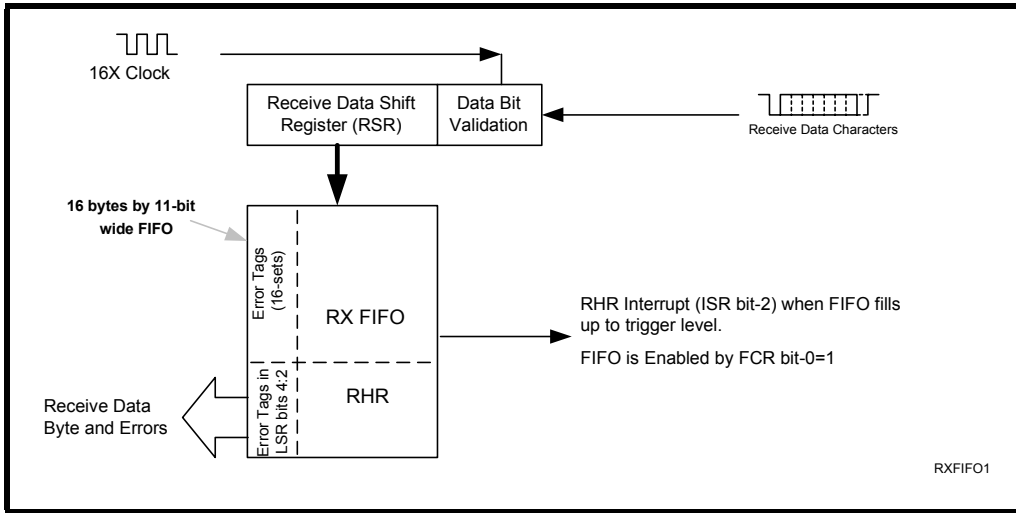 16X Clock
Receive Data Shift
Register (RSR)
Data Bit
Validation
Receive Data Characters
16 bytes by 11-bit
wide FIFO
Error Tags
(16-sets)
RX FIFO
RHR Interrupt (ISR bit-2) when FIFO fills
up to trigger level.
FIFO is Enabled by FCR bit-0=1
Error Tags in
LSR bits 4:2
RHR
Receive Data
Byte and Errors
RXFIFO1